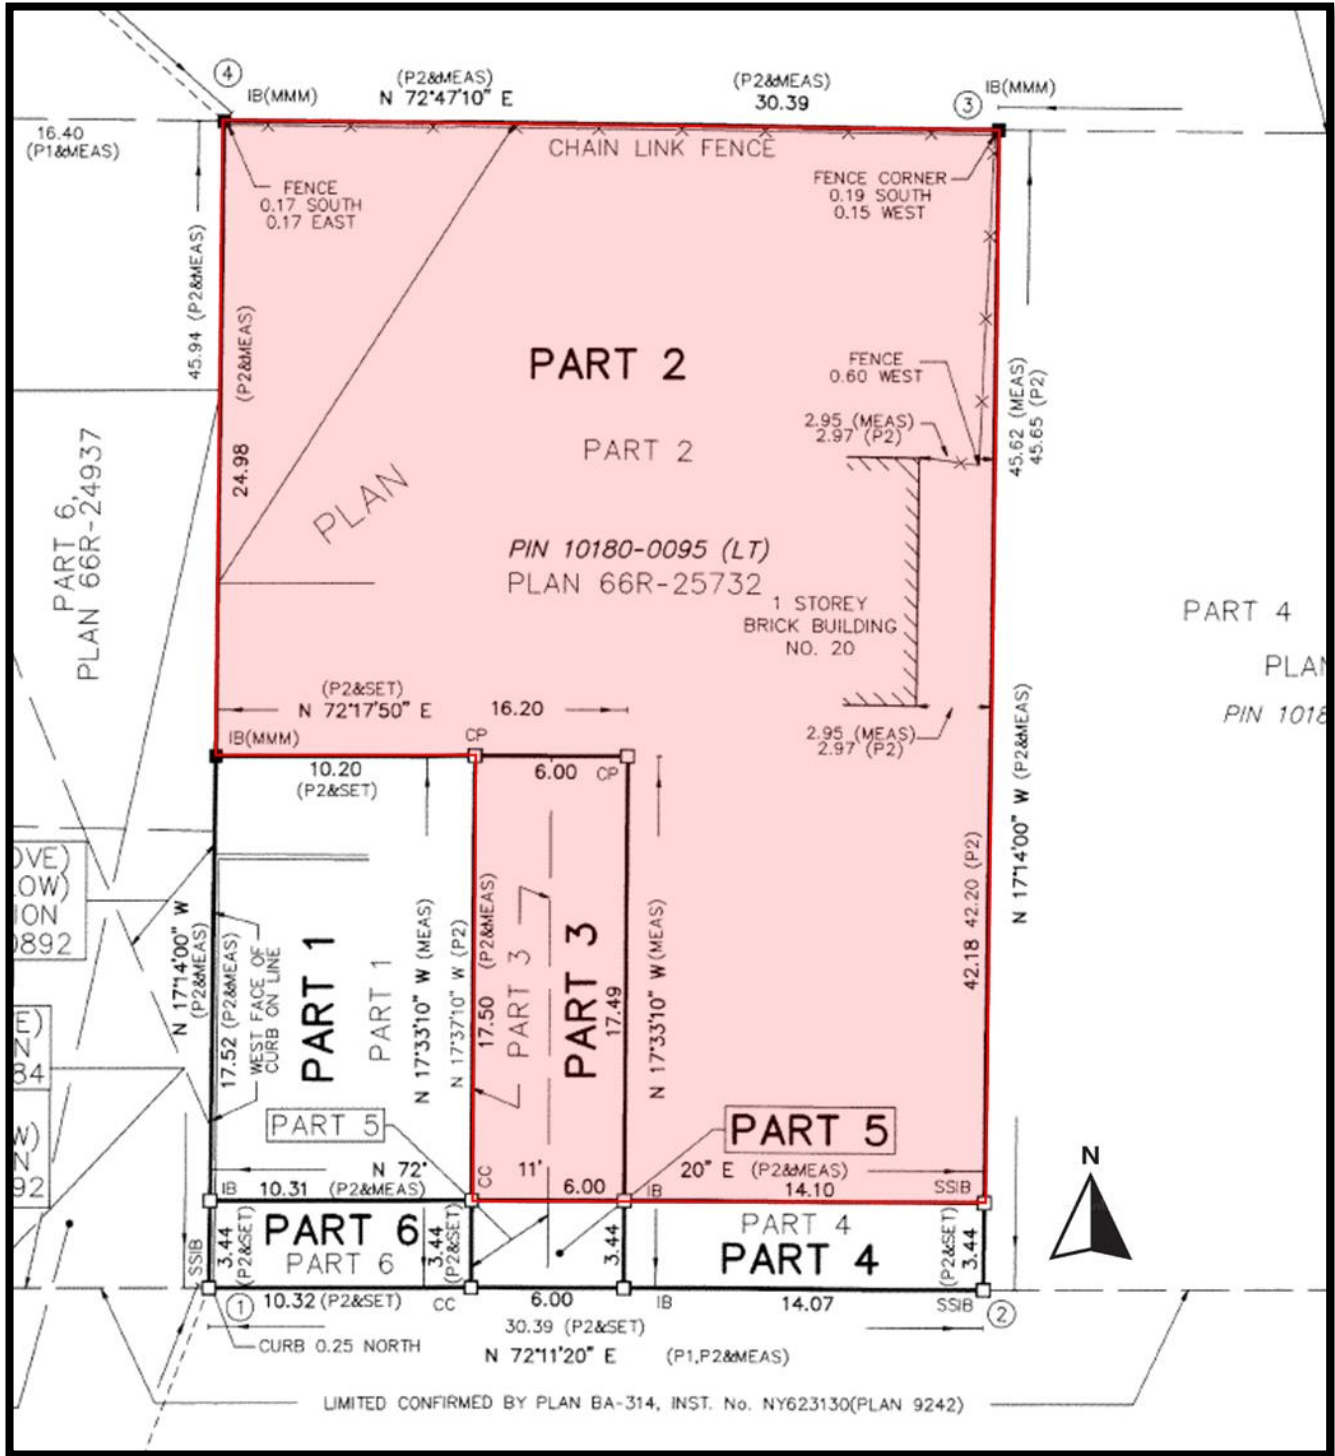 4
IB(MMM)
(P2&MEAS)
N 72°47'10" E
(P2&MEAS)
30.39
3
IB(MMM)
16.40
(P1&MEAS)
CHAIN LINK FENCE
FENCE
0.17 SOUTH
0.17 EAST
FENCE CORNER
0.19 SOUTH
0.15 WEST
45.94 (P2&MEAS)
24.98
(P2&MEAS)
PART 2
PART 2
FENCE
0.60 WEST
2.95 (MEAS)
2.97 (P2)
45.62 (MEAS)
45.65 (P2)
PART 6,
PLAN 66R-24937
PLAN
PIN 10180-0095 (LT)
PLAN 66R-25732
1 STOREY
BRICK BUILDING
NO. 20
PART 4
PLAN
PIN 1018
(P2&SET)
N 72°17'50" E
16.20
2.95 (MEAS)
2.97 (P2)
N 17°14'00" W (P2&MEAS)
IB(MMM)
CP
10.20
(P2&SET)
6.00
CP
OVE)
LOW)
ION
0892
N 17°14'00" W
(P2&MEAS)
17.52 (P2&MEAS)
WEST FACE OF
CURB ON LINE
PART 1
PART 1
N 17°33'10" W (MEAS)
N 17°37'10" W (P2)
17.50 (P2&MEAS)
PART 3
PART 3
17.49
N 17°33'10" W (MEAS)
42.18 42.20 (P2)
E)
N
84
W)
N
92
PART 5
PART 5
N 72°
11'
20" E (P2&MEAS)
IB
10.31 (P2&MEAS)
CC
6.00
IB
14.10
SSIB
N
SSIB
3.44
(P2&SET)
PART 6
PART 6
3.44
(P2&SET)
3.44
PART 4
PART 4
3.44
(P2&SET)
1
10.32 (P2&SET)
CC
6.00
IB
14.07
SSIB
2
30.39 (P2&SET)
CURB 0.25 NORTH
N 72°11'20" E
(P1,P2&MEAS)
LIMITED CONFIRMED BY PLAN BA-314, INST. No. NY623130(PLAN 9242)